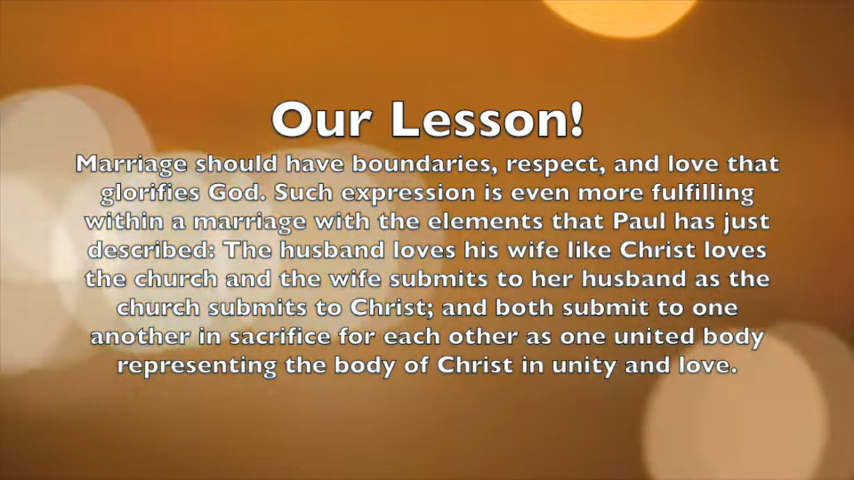 Our Lesson!
Marriage should have boundaries, respect, and love that
glorifies God. Such expression is even more fulfilling
within a marriage with the elements that Paul has just
described: The husband loves his wife like Christ loves
the church and the wife submits to her husband as the
church submits to Christ; and both submit to one
another in sacrifice for each other as one united body
representing the body of Christ in unity and love.